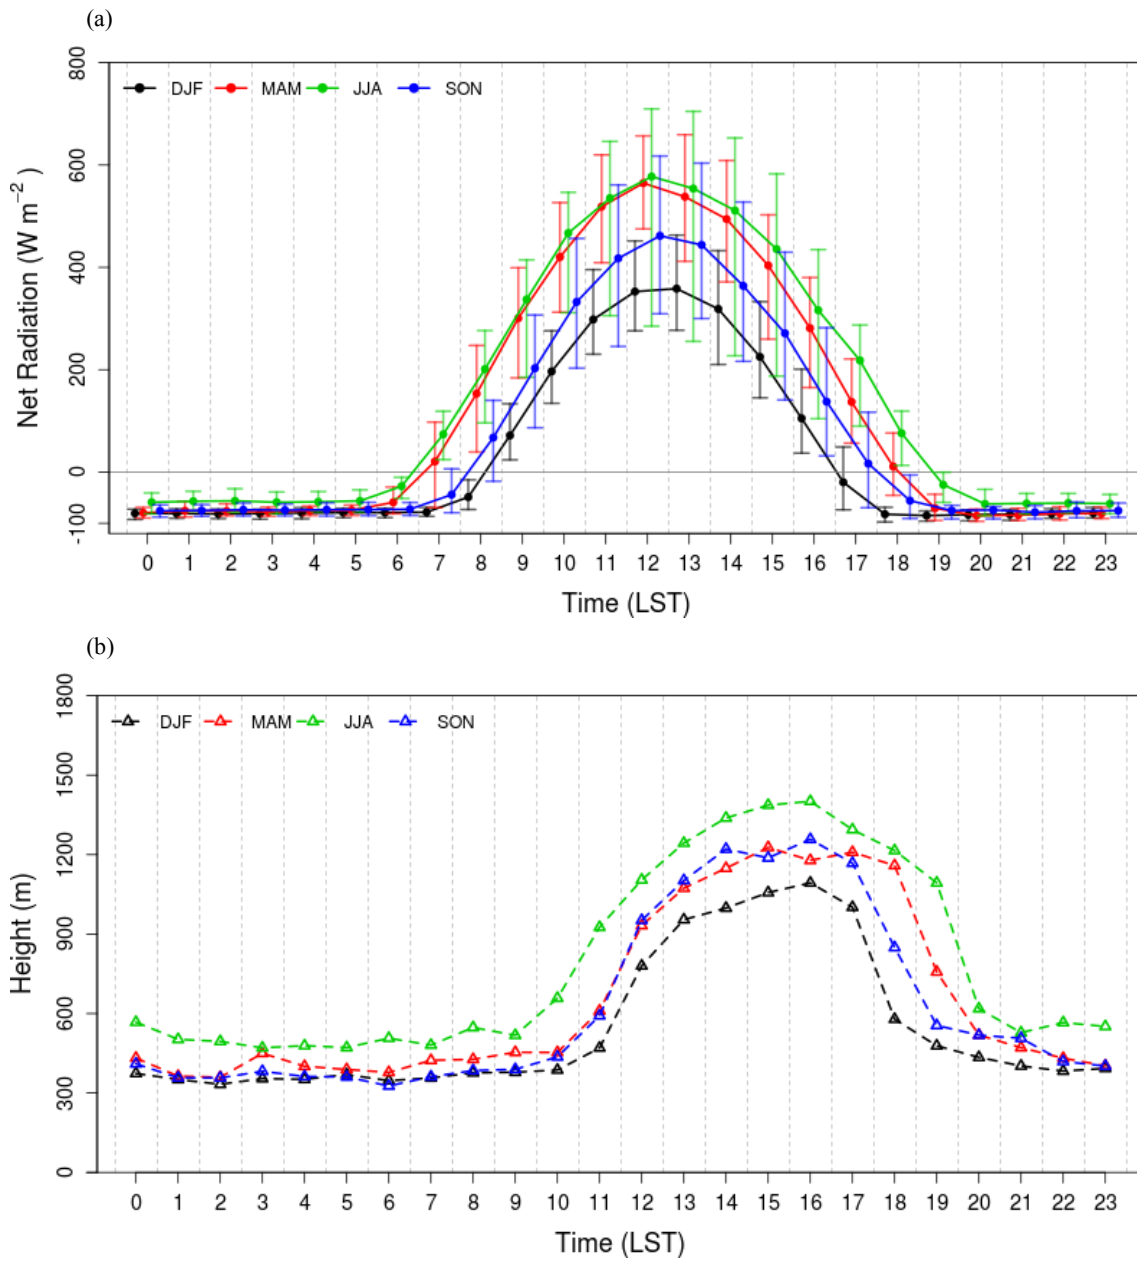 (a)
DJF MAM JJA SON
Net Radiation (W m⁻²)
800
600
400
200
0
-100
0 1 2 3 4 5 6 7 8 9 10 11 12 13 14 15 16 17 18 19 20 21 22 23
Time (LST)
(b)
DJF MAM JJA SON
Height (m)
1800
1500
1200
900
600
300
0
0 1 2 3 4 5 6 7 8 9 10 11 12 13 14 15 16 17 18 19 20 21 22 23
Time (LST)